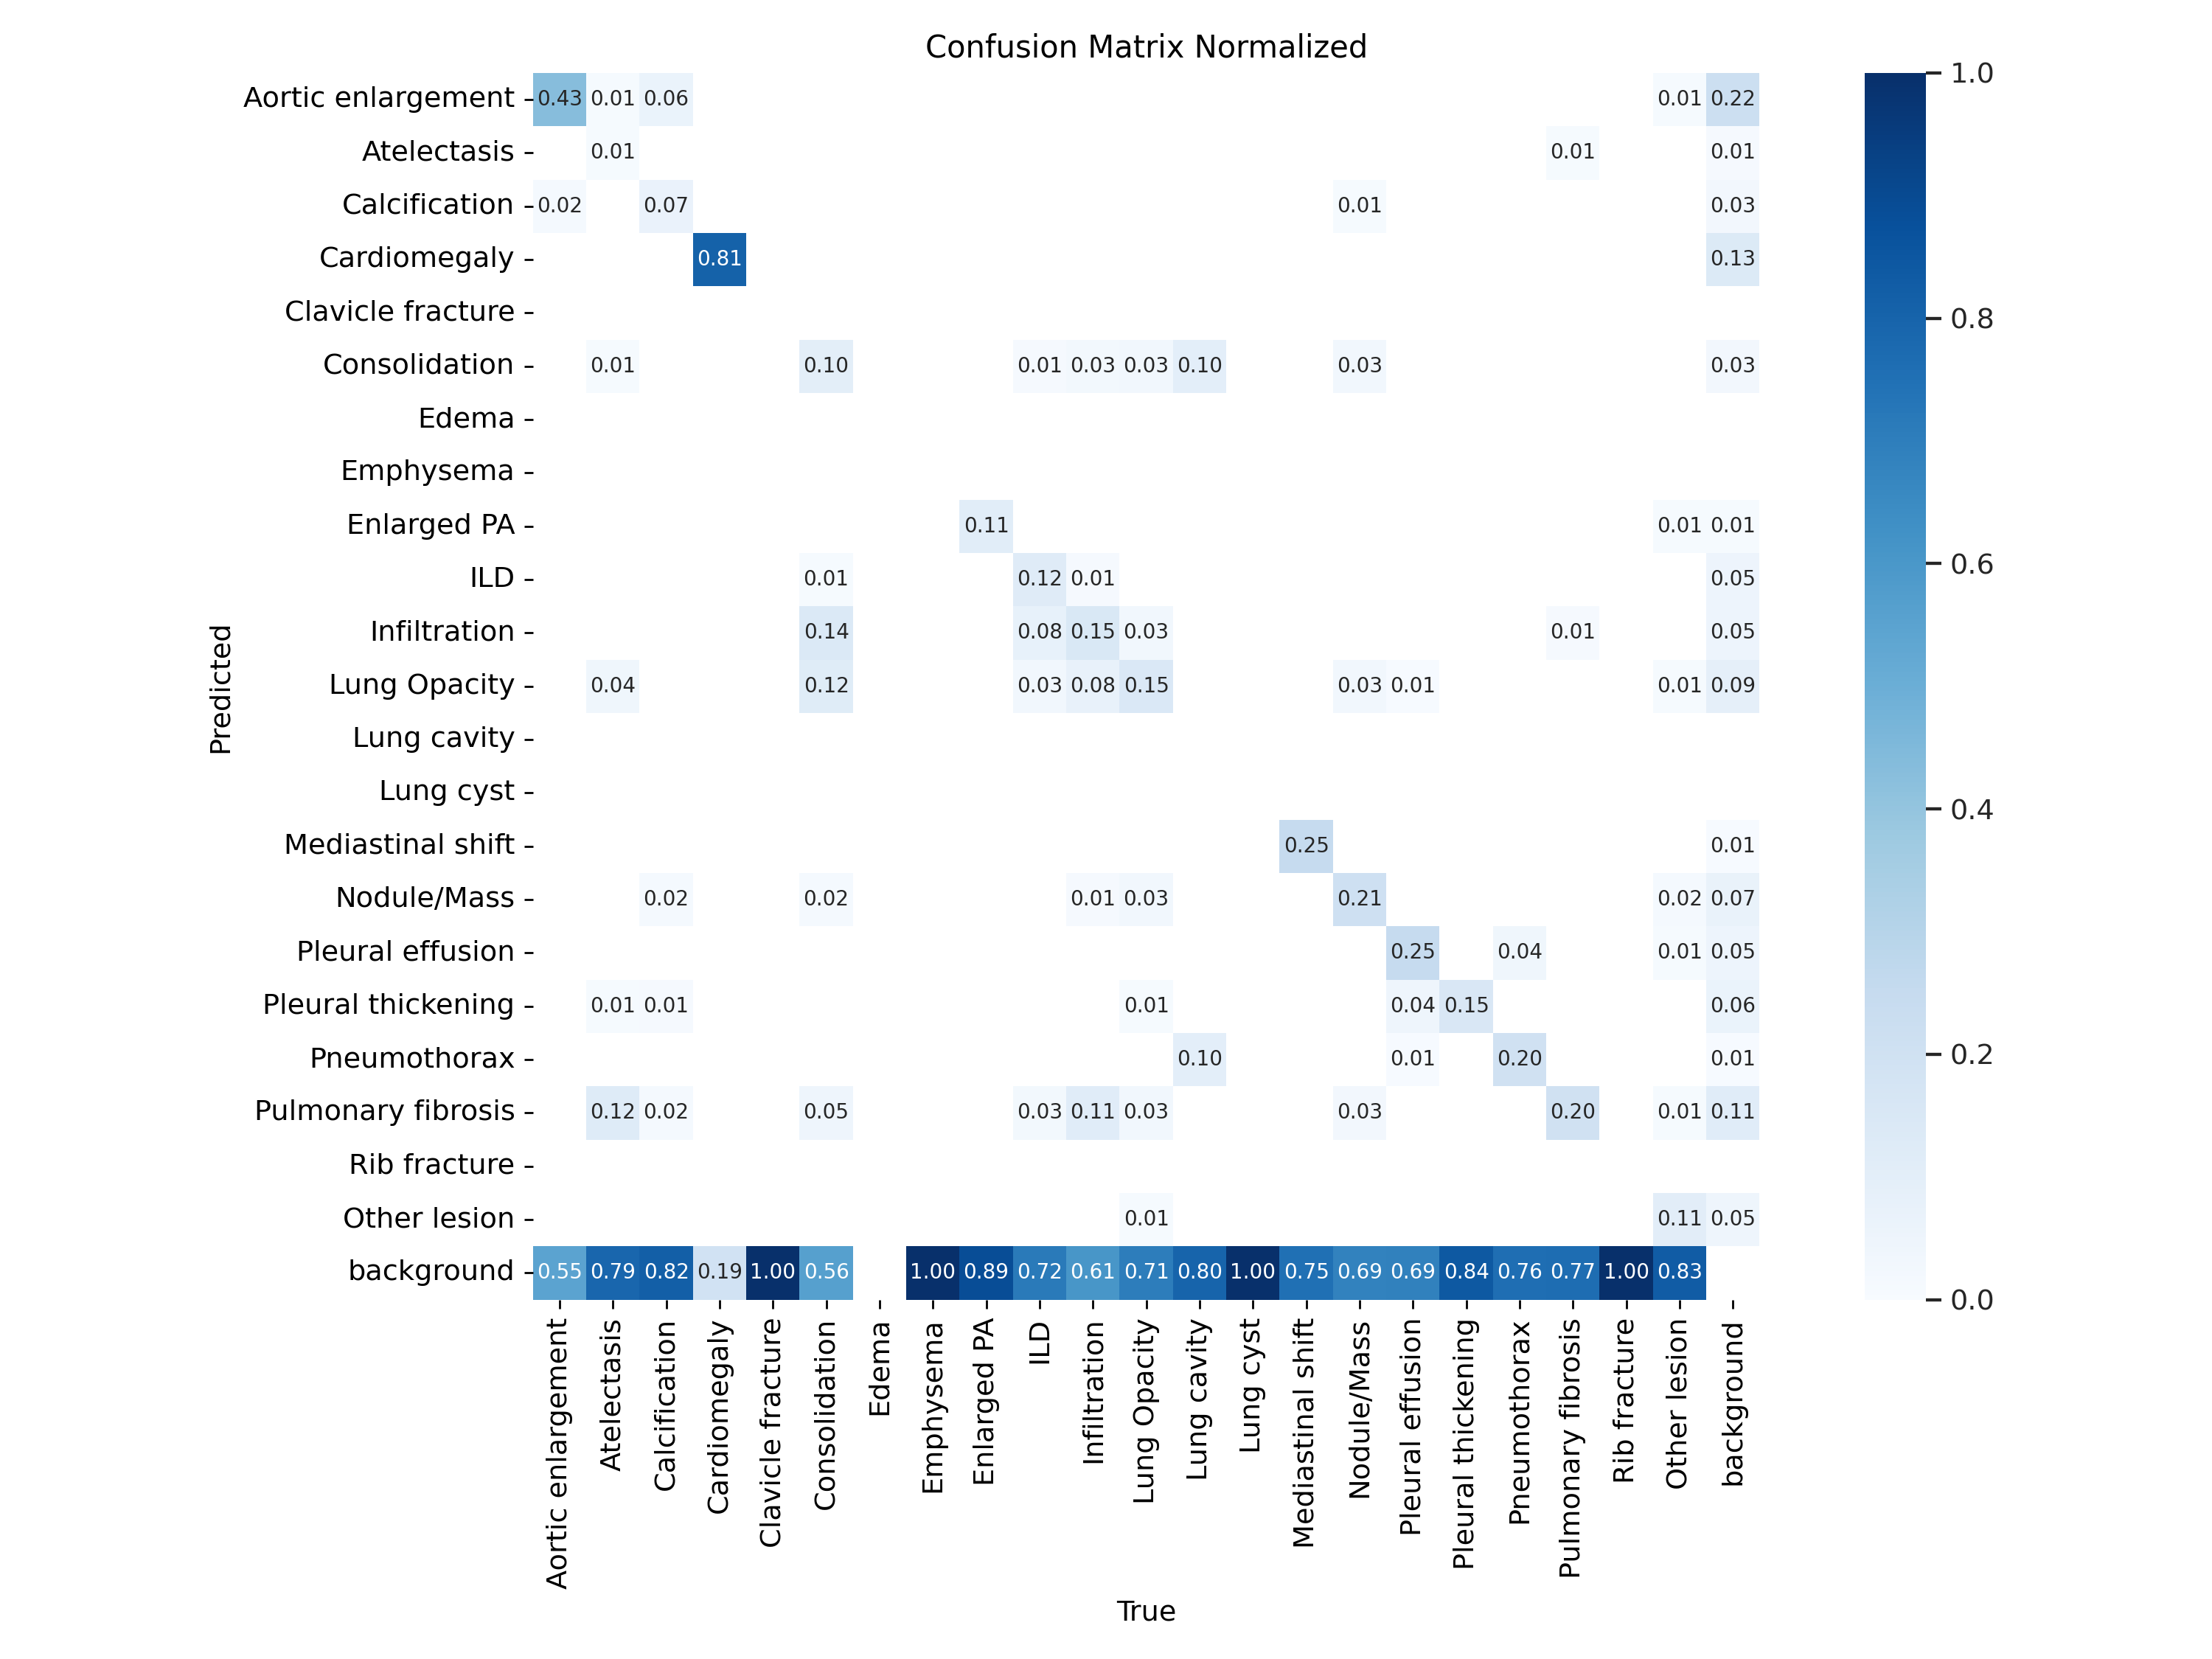 Confusion Matrix Normalized
Aortic enlargement 0.43 0.01 0.06 0.01 0.22
Atelectasis 0.01 0.01 0.01
Calcification 0.02 0.07 0.01 0.03
Cardiomegaly 0.81 0.13
Clavicle fracture
Consolidation 0.01 0.10 0.01 0.03 0.03 0.10 0.03 0.03
Edema
Emphysema
Enlarged PA 0.11 0.01 0.01
ILD 0.01 0.12 0.01 0.05
Infiltration 0.14 0.08 0.15 0.03 0.01 0.05
Lung Opacity 0.04 0.12 0.03 0.08 0.15 0.03 0.01 0.01 0.09
Lung cavity
Lung cyst
Mediastinal shift 0.25 0.01
Nodule/Mass 0.02 0.02 0.01 0.03 0.21 0.02 0.07
Pleural effusion 0.25 0.04 0.01 0.05
Pleural thickening 0.01 0.01 0.01 0.04 0.15 0.06
Pneumothorax 0.10 0.01 0.20 0.01
Pulmonary fibrosis 0.12 0.02 0.05 0.03 0.11 0.03 0.03 0.20 0.01 0.11
Rib fracture
Other lesion 0.01 0.11 0.05
background 0.55 0.79 0.82 0.19 1.00 0.56 1.00 0.89 0.72 0.61 0.71 0.80 1.00 0.75 0.69 0.69 0.84 0.76 0.77 1.00 0.83
Predicted
Aortic enlargement
Atelectasis
Calcification
Cardiomegaly
Clavicle fracture
Consolidation
Edema
Emphysema
Enlarged PA
ILD
Infiltration
Lung Opacity
Lung cavity
Lung cyst
Mediastinal shift
Nodule/Mass
Pleural effusion
Pleural thickening
Pneumothorax
Pulmonary fibrosis
Rib fracture
Other lesion
background
True
1.0
0.8
0.6
0.4
0.2
0.0